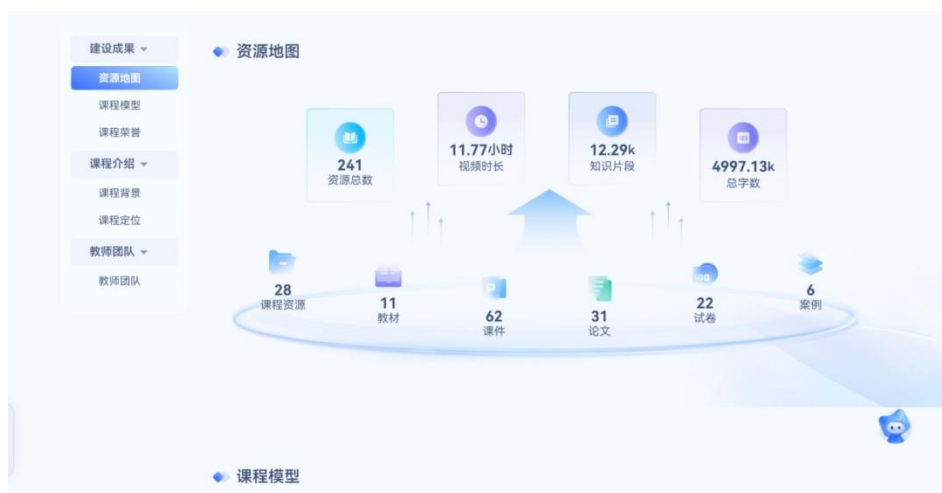 建设成果
资源地图
课程模型
课程荣誉
课程介绍
课程背景
课程定位
教师团队
教师团队
资源地图
241
资源总数
11.77小时
视频时长
12.29k
知识片段
4997.13k
总字数
28
课程资源
11
教材
62
课件
31
论文
22
试卷
6
案例
课程模型